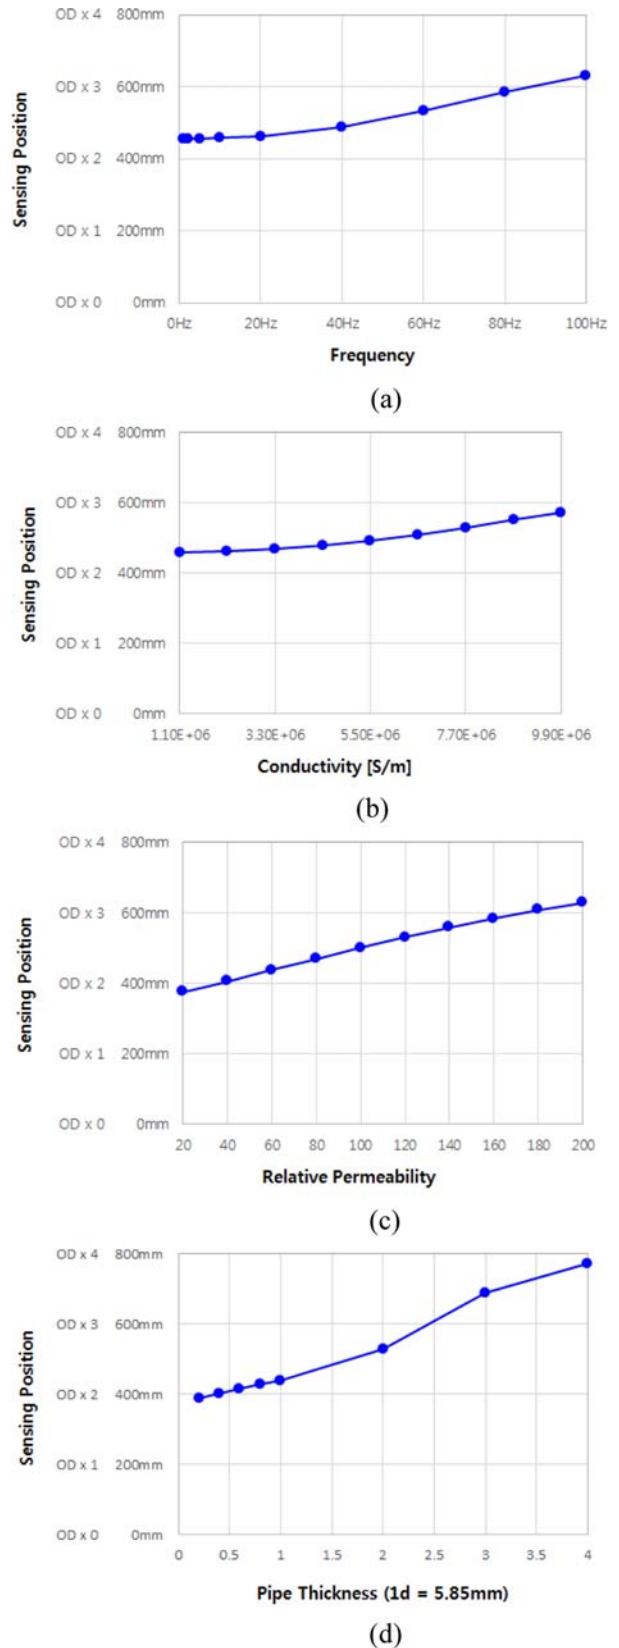 OD x 4 800mm
OD x 3 600mm
OD x 2 400mm
OD x 1 200mm
OD x 0 0mm
Sensing Position
0Hz 20Hz 40Hz 60Hz 80Hz 100Hz
Frequency
(a)
OD x 4 800mm
OD x 3 600mm
OD x 2 400mm
OD x 1 200mm
OD x 0 0mm
Sensing Position
1.10E+06 3.30E+06 5.50E+06 7.70E+06 9.90E+06
Conductivity [S/m]
(b)
OD x 4 800mm
OD x 3 600mm
OD x 2 400mm
OD x 1 200mm
OD x 0 0mm
Sensing Position
20 40 60 80 100 120 140 160 180 200
Relative Permeability
(c)
OD x 4 800mm
OD x 3 600mm
OD x 2 400mm
OD x 1 200mm
OD x 0 0mm
Sensing Position
0 0.5 1 1.5 2 2.5 3 3.5 4
Pipe Thickness (1d = 5.85mm)
(d)